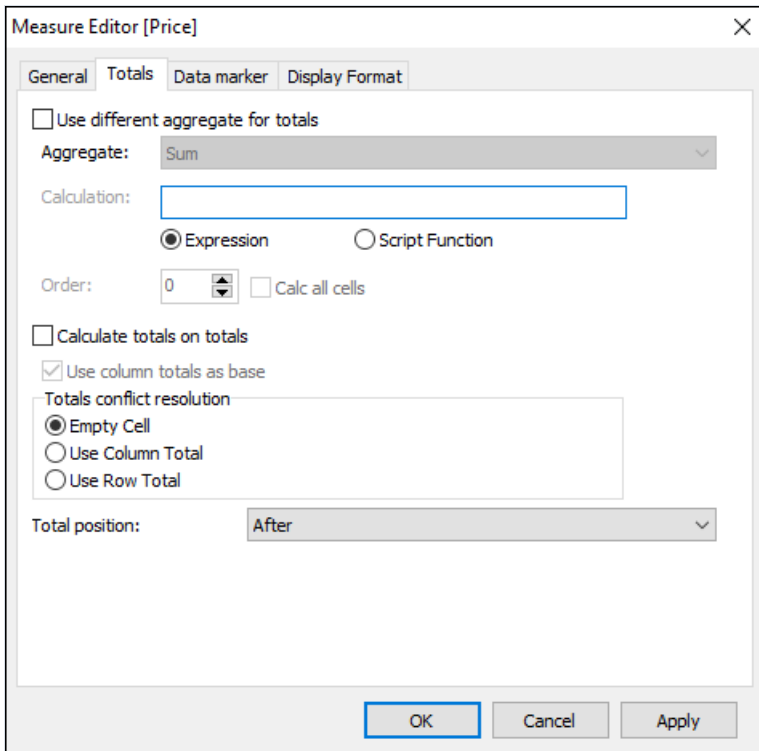 Measure Editor [Price]
General Totals Data marker Display Format
Use different aggregate for totals
Aggregate: Sum
Calculation:
Expression Script Function
Order: 0 Calc all cells
Calculate totals on totals
Use column totals as base
Totals conflict resolution
Empty Cell
Use Column Total
Use Row Total
Total position: After
OK Cancel Apply